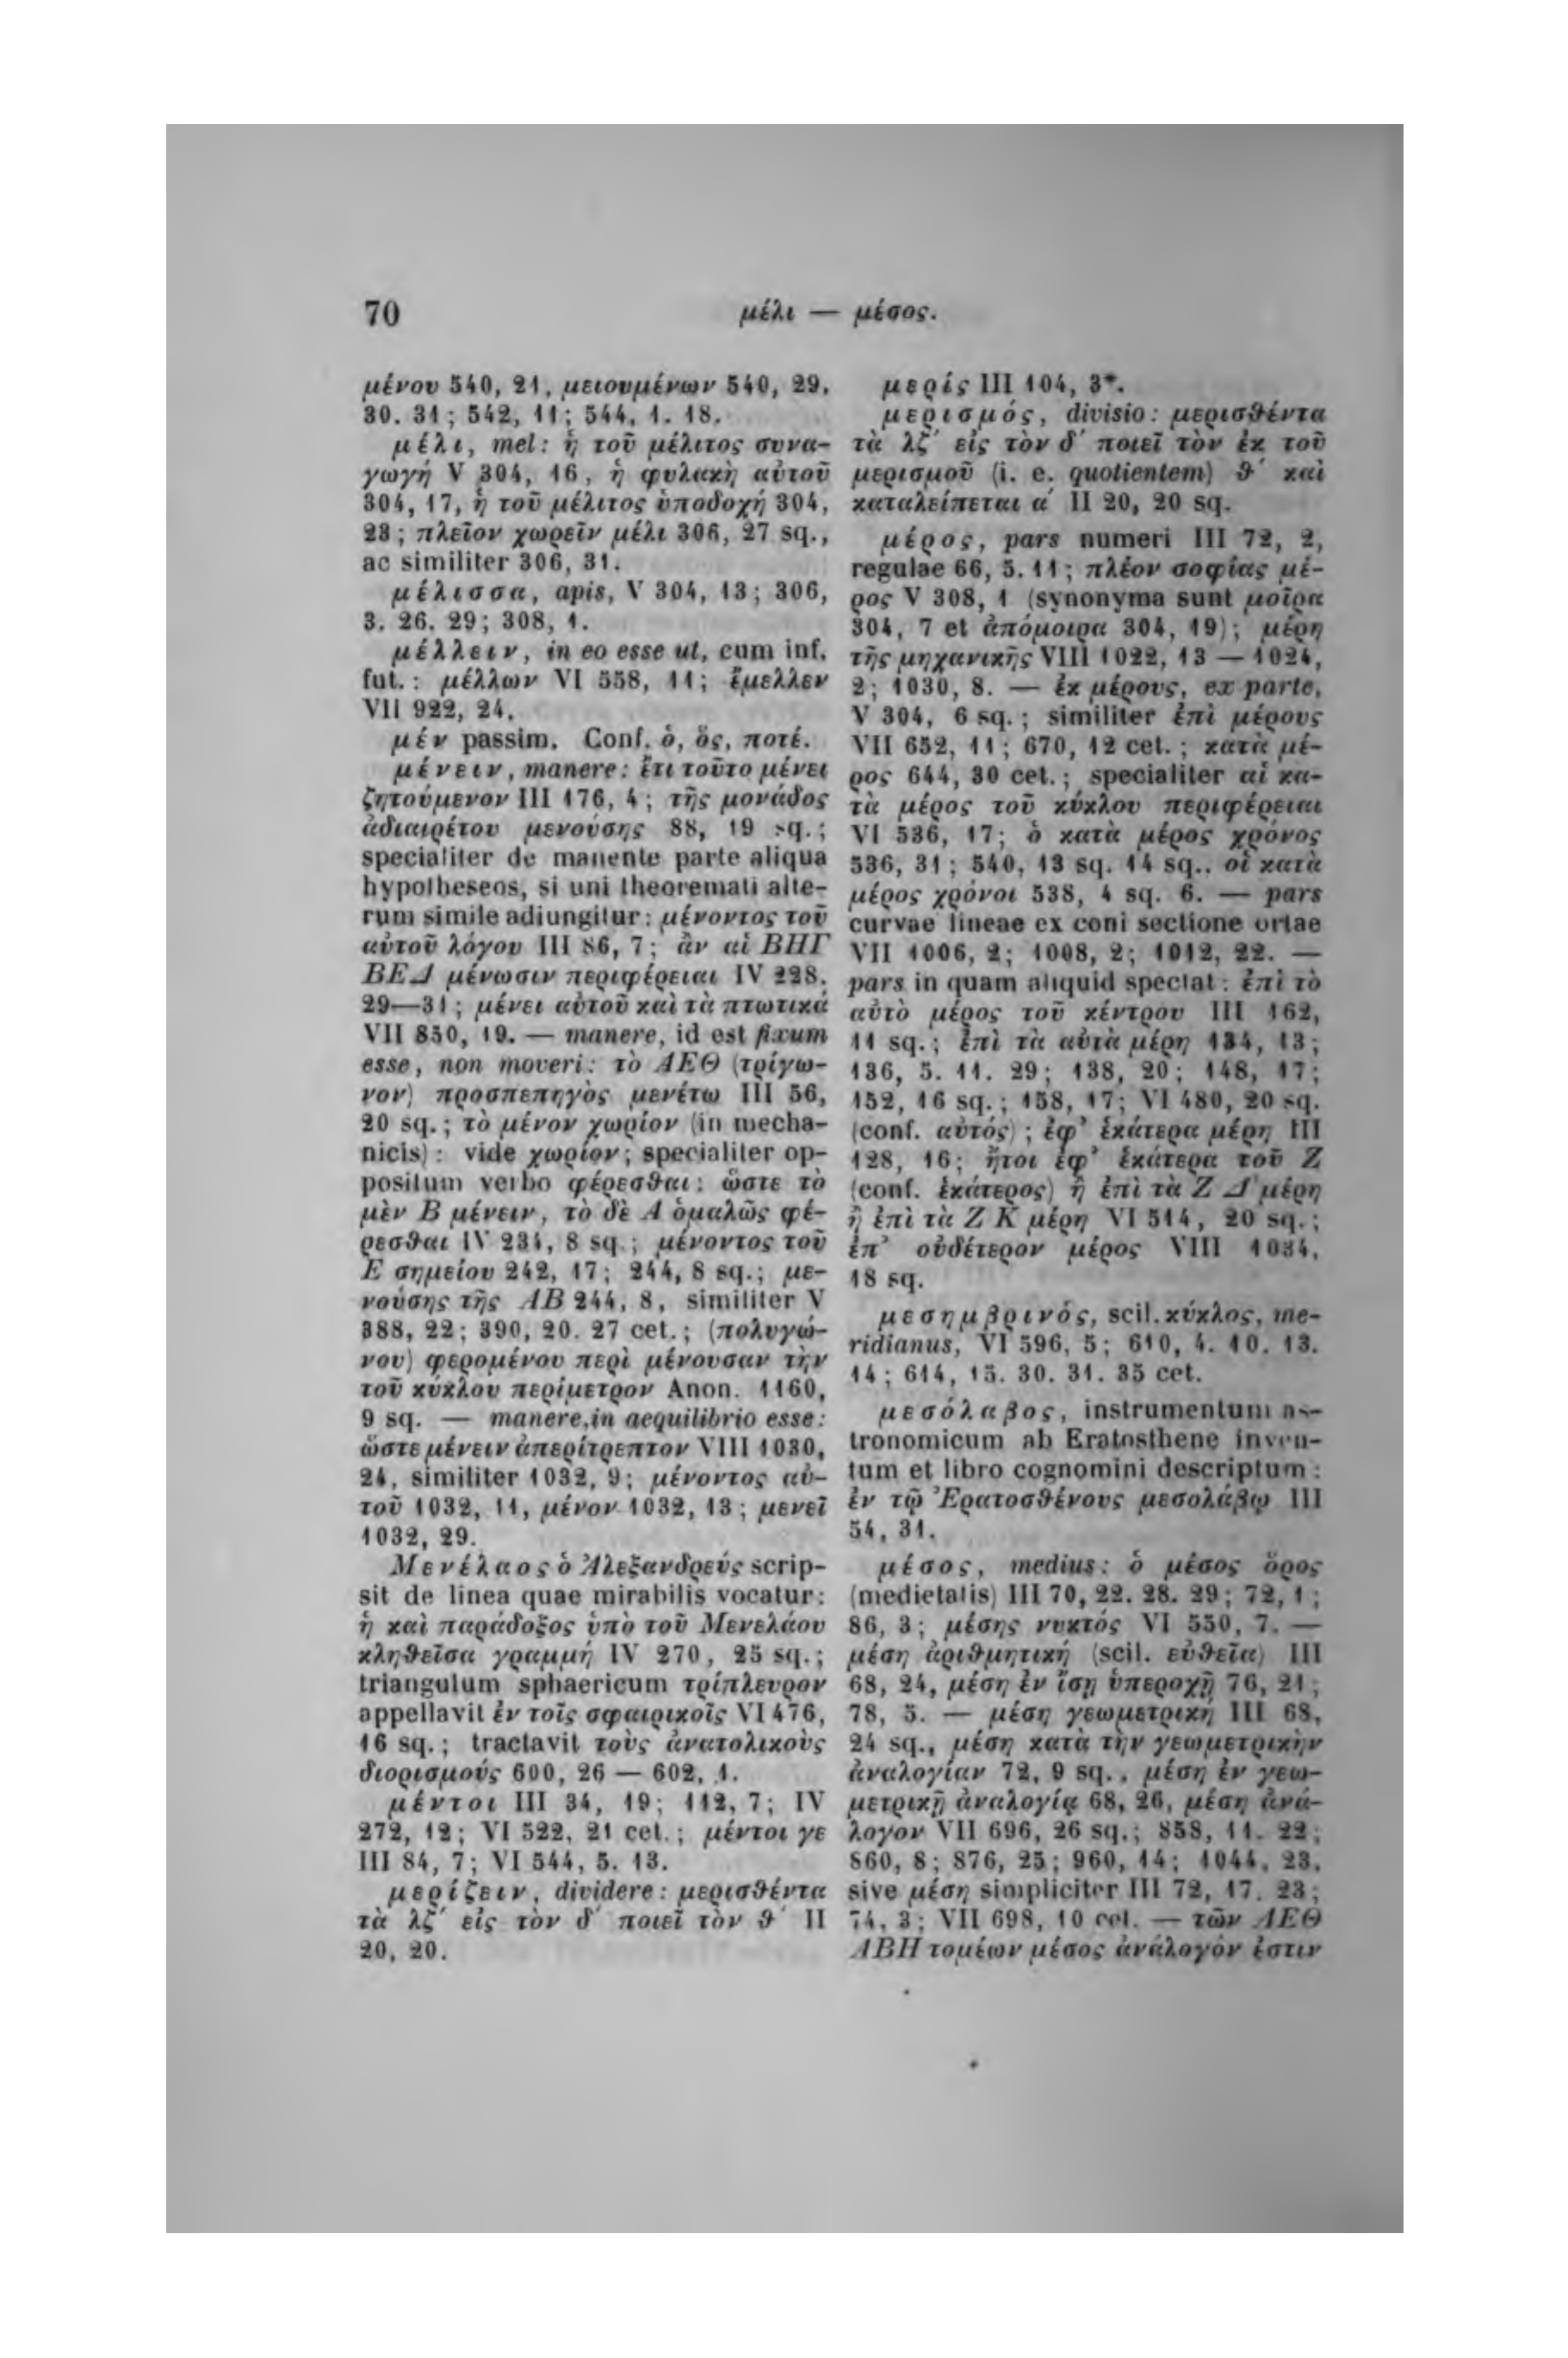 70
μέλι — μέσος.
μένου 540, 21, μειουμένων 540, 29.
30. 31; 542, 11; 544, 1. 18.
μέλι, mel: ἡ τοῦ μέλιτος συνα-
γωγή V 304, 16, ἡ φυλακὴ αὐτοῦ
304, 17, ἡ τοῦ μέλιτος ὑποδοχή 304,
23; πλεῖον χωρεῖν μέλι 306, 27 sq.,
ac similiter 306, 31.
μέλισσα, apis, V 304, 13; 306,
3. 26. 29; 308, 1.
μέλλειν, in eo esse ut, cum inf.
fut.: μέλλων VI 558, 11; ἔμελλεν
VII 922, 24.
μέν passim. Conf. ὁ, ὅς, ποτέ.
μένειν, manere: ἔτι τοῦτο μένει
ζητούμενον III 176, 4; τῆς μονάδος
ἀδιαιρέτου μενούσης 88, 19 sq.;
specialiter de manente parte aliqua
hypotheseos, si uni theoremati alte-
rum simile adiungitur: μένοντος τοῦ
αὐτοῦ λόγου III 86, 7; ἂν αἱ ΒΗΓ
ΒΕΔ μένωσιν περιφέρειαι IV 228,
29—31; μένει αὐτοῦ καὶ τὰ πτωτικά
VII 850, 19. — manere, id est fixum
esse, non moveri: τὸ ΔΕΘ (τρίγω-
νον) προσπεπηγὸς μενέτω III 56,
20 sq.; τὸ μένον χωρίον (in mecha-
nicis): vide χωρίον; specialiter op-
positum verbo φέρεσθαι: ὥστε τὸ
μὲν Β μένειν, τὸ δὲ Α ὁμαλῶς φέ-
ρεσθαι IV 234, 8 sq.; μένοντος τοῦ
Ε σημείου 242, 17; 244, 8 sq.; με-
νούσης τῆς ΑΒ 244, 8, similiter V
388, 22; 390, 20. 27 cet.; (πολυγώ-
νου) φερομένου περὶ μένουσαν τὴν
τοῦ κύκλου περίμετρον Anon. 1160,
9 sq. — manere, in aequilibrio esse:
ὥστε μένειν ἀπερίτρεπτον VIII 1030,
24, similiter 1032, 9; μένοντος αὐ-
τοῦ 1032, 11, μένον 1032, 13; μενεῖ
1032, 29.
Μενέλαος ὁ Ἀλεξανδρεύς scrip-
sit de linea quae mirabilis vocatur:
ἡ καὶ παράδοξος ὑπὸ τοῦ Μενελάου
κληθεῖσα γραμμή IV 270, 25 sq.;
triangulum sphaericum τρίπλευρον
appellavit ἐν τοῖς σφαιρικοῖς VI 476,
16 sq.; tractavit τοὺς ἀνατολικοὺς
διορισμούς 600, 26 — 602, 1.
μέντοι III 34, 19; 112, 7; IV
272, 12; VI 522, 21 cet.; μέντοι γε
III 84, 7; VI 544, 5. 13.
μερίζειν, dividere: μερισθέντα
τὰ λζ΄ εἰς τὸν δ΄ ποιεῖ τὸν θ΄ II
20, 20.
μερίς III 104, 3*.
μερισμός, divisio: μερισθέντα
τὰ λζ΄ εἰς τὸν δ΄ ποιεῖ τὸν ἐκ τοῦ
μερισμοῦ (i. e. quotientem) θ΄ καὶ
καταλείπεται α΄ II 20, 20 sq.
μέρος, pars numeri III 72, 2,
regulae 66, 5. 11; πλέον σοφίας μέ-
ρος V 308, 1 (synonyma sunt μοῖρα
304, 7 et ἀπόμοιρα 304, 19); μέρη
τῆς μηχανικῆς VIII 1022, 13 — 1024,
2; 1030, 8. — ἐκ μέρους, ex parte,
V 304, 6 sq.; similiter ἐπὶ μέρους
VII 652, 11; 670, 12 cet.; κατὰ μέ-
ρος 644, 30 cet.; specialiter αἱ κα-
τὰ μέρος τοῦ κύκλου περιφέρειαι
VI 536, 17; ὁ κατὰ μέρος χρόνος
536, 31; 540, 13 sq. 14 sq., οἱ κατὰ
μέρος χρόνοι 538, 4 sq. 6. — pars
curvae lineae ex coni sectione ortae
VII 1006, 2; 1008, 2; 1012, 22. —
pars in quam aliquid spectat: ἐπὶ τὸ
αὐτὸ μέρος τοῦ κέντρου III 162,
11 sq.; ἐπὶ τὰ αὐτὰ μέρη 134, 13;
136, 5. 11. 29; 138, 20; 148, 17;
152, 16 sq.; 158, 17; VI 480, 20 sq.
(conf. αὐτός); ἐφ' ἑκάτερα μέρη III
128, 16; ἤτοι ἐφ' ἑκάτερα τοῦ Ζ
(conf. ἑκάτερος) ἢ ἐπὶ τὰ Ζ Δ μέρη
ἢ ἐπὶ τὰ Ζ Κ μέρη VI 514, 20 sq.;
ἐπ' οὐδέτερον μέρος VIII 1034,
18 sq.
μεσημβρινός, scil. κύκλος, me-
ridianus, VI 596, 5; 610, 4. 10. 13.
14; 614, 15. 30. 31. 35 cet.
μεσόλαβος, instrumentum as-
tronomicum ab Eratosthene inven-
tum et libro cognomini descriptum:
ἐν τῷ Ἐρατοσθένους μεσολάβῳ III
54, 31.
μέσος, medius: ὁ μέσος ὅρος
(medietatis) III 70, 22. 28. 29; 72, 1;
86, 3; μέσης νυκτός VI 550, 7. —
μέση ἀριθμητική (scil. εὐθεῖα) III
68, 24, μέση ἐν ἴσῃ ὑπεροχῇ 76, 21;
78, 5. — μέση γεωμετρική III 68,
24 sq., μέση κατὰ τὴν γεωμετρικὴν
ἀναλογίαν 72, 9 sq., μέση ἐν γεω-
μετρικῇ ἀναλογίᾳ 68, 26, μέση ἀνά-
λογον VII 696, 26 sq.; 858, 11. 22;
860, 8; 876, 25; 960, 14; 1044, 23,
sive μέση simpliciter III 72, 17. 23;
74, 3; VII 698, 10 cet. — τῶν ΔΕΘ
ΑΒΗ τομέων μέσος ἀνάλογόν ἐστιν